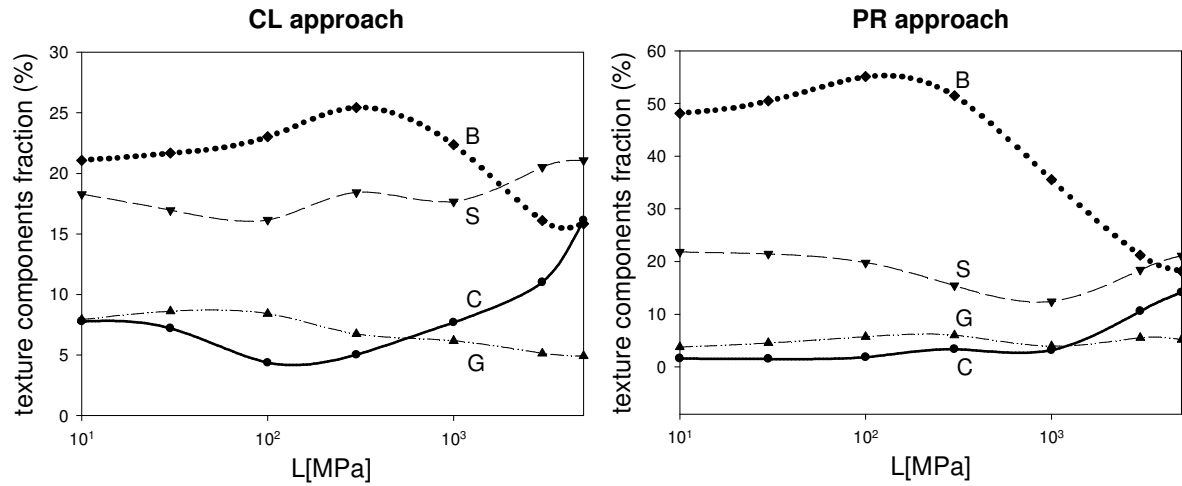 CL approach
texture components fraction (%)
30
25
20
15
10
5
0
B
S
C
G
10¹
10²
10³
L[MPa]
PR approach
texture components fraction (%)
60
50
40
30
20
10
0
B
S
G
C
10¹
10²
10³
L[MPa]